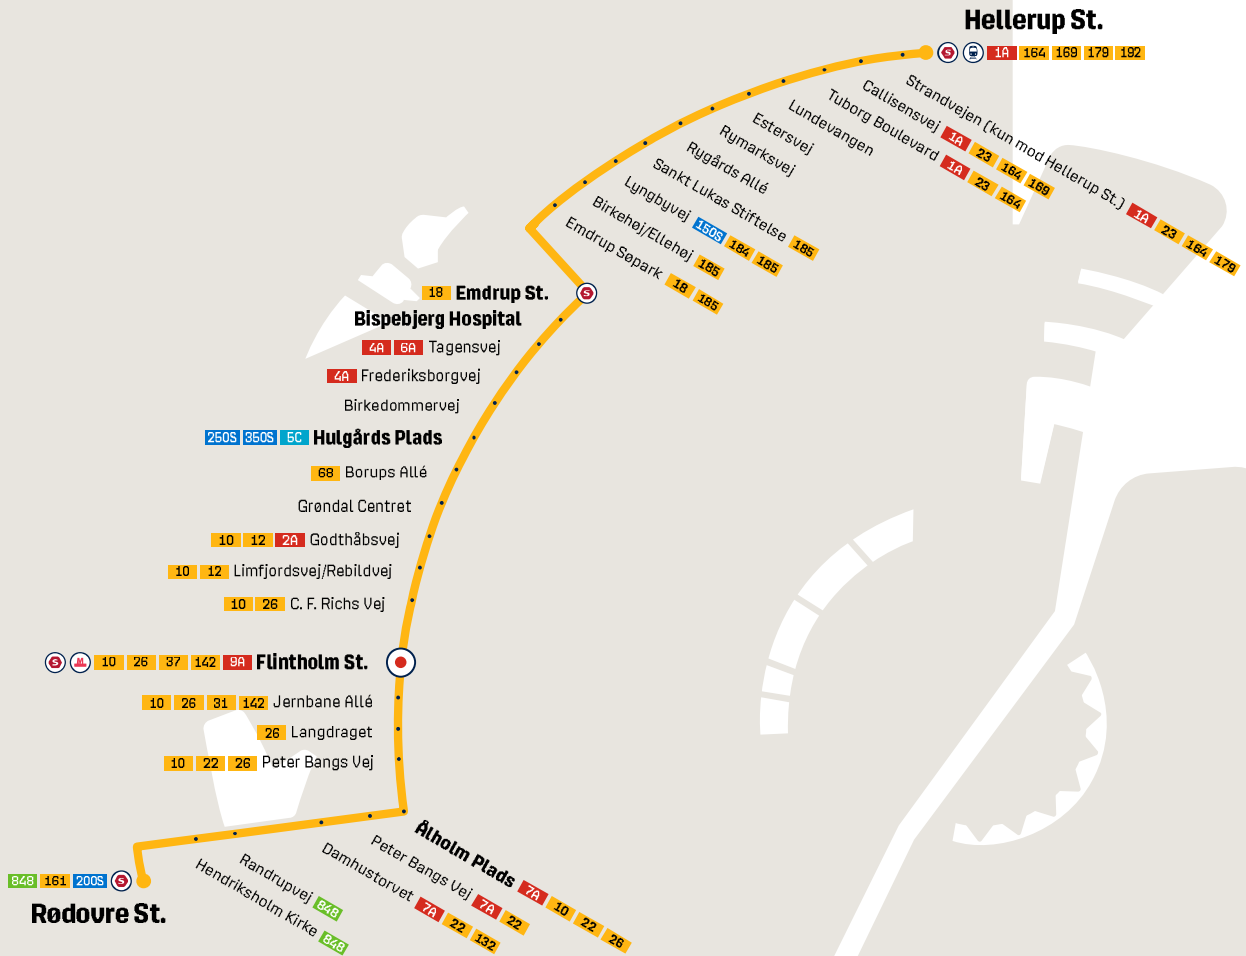 Hellerup St.
S 1A 164 169 179 192
Strandvejen (kun mod Hellerup St.) 1A 23 164 179
Callisensvej 1A 23 164 169
Tuborg Boulevard 1A 23 164
Lundevangen
Estersvej
Rymarksvej
Rygårds Allé
Sankt Lukas Stiftelse 185
Lyngbyvej 150S 184 185
Birkehøj/Ellehøj 185
Emdrup Søpark 18 185
18 Emdrup St. S
Bispebjerg Hospital
4A 6A Tagensvej
4A Frederiksborgvej
Birkedommervej
250S 350S 5C Hulgårds Plads
68 Borups Allé
Grøndal Centret
10 12 2A Godthåbsvej
10 12 Limfjordsvej/Rebildvej
10 26 C. F. Richs Vej
S M 10 26 37 142 9A Flintholm St.
10 26 31 142 Jernbane Allé
26 Langdraget
10 22 26 Peter Bangs Vej
Ålholm Plads 7A 10 22 26
Peter Bangs Vej 7A 22
Damhustorvet 7A 22 132
Randrupvej 848
Hendriksholm Kirke 848
848 161 200S S
Rødovre St.